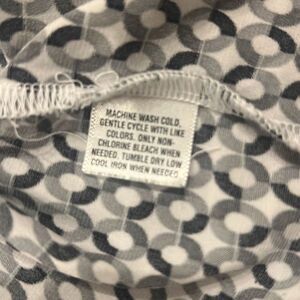 MACHINE WASH COLD,
GENTLE CYCLE WITH LIKE
COLORS. ONLY NON-
CHLORINE BLEACH WHEN
NEEDED. TUMBLE DRY LOW
COOL IRON WHEN NEEDED